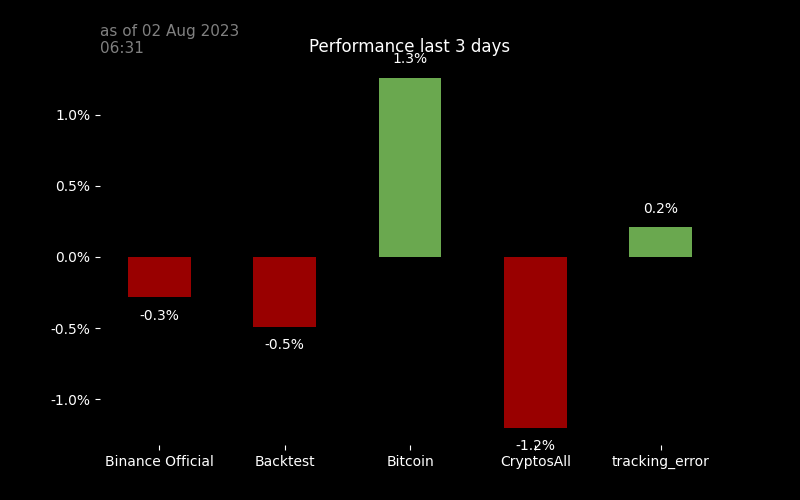 as of 02 Aug 2023
06:31
Performance last 3 days
1.3%
1.0%
0.5%
0.2%
0.0%
-0.3%
-0.5%
-0.5%
-1.0%
-1.2%
Binance Official
Backtest
Bitcoin
CryptosAll
tracking_error